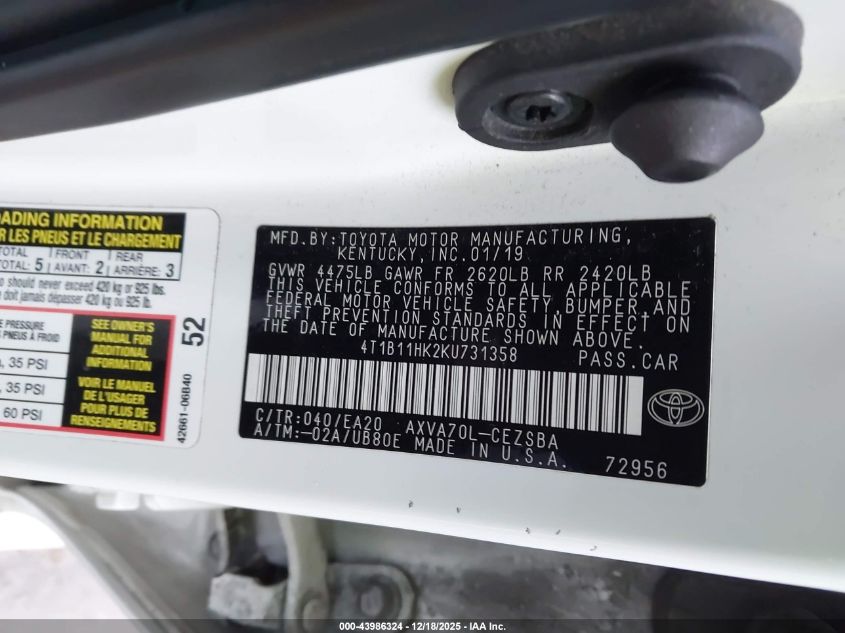 OADING INFORMATION
R LES PNEUS ET LE CHARGEMENT
TOTAL FRONT REAR
TOTAL: 5 AVANT: 2 ARRIÈRE: 3
should never exceed 420 kg or 925 lbs.
doit jamais dépasser 420 kg ou 925 lb.
PRESSURE
PNEUS À FROID
35 PSI
35 PSI
60 PSI
SEE OWNER'S
MANUAL FOR
ADDITIONAL
INFORMATION
VOIR LE MANUEL
DE L'USAGER
POUR PLUS DE
RENSEIGNEMENTS
52
42661-06B40
MFD.BY:TOYOTA MOTOR MANUFACTURING,
KENTUCKY, INC.01/19
GVWR 4475LB GAWR FR 2620LB RR 2420LB
THIS VEHICLE CONFORMS TO ALL APPLICABLE
FEDERAL MOTOR VEHICLE SAFETY,BUMPER,AND
THEFT PREVENTION STANDARDS IN EFFECT ON
THE DATE OF MANUFACTURE SHOWN ABOVE.
4T1B11HK2KU731358 PASS.CAR
C/TR:040/EA20 AXVA70L-CEZSBA
A/TM:-02A/UB80E MADE IN U.S.A.
72956
000-43986324 - 12/18/2025 - IAA Inc.